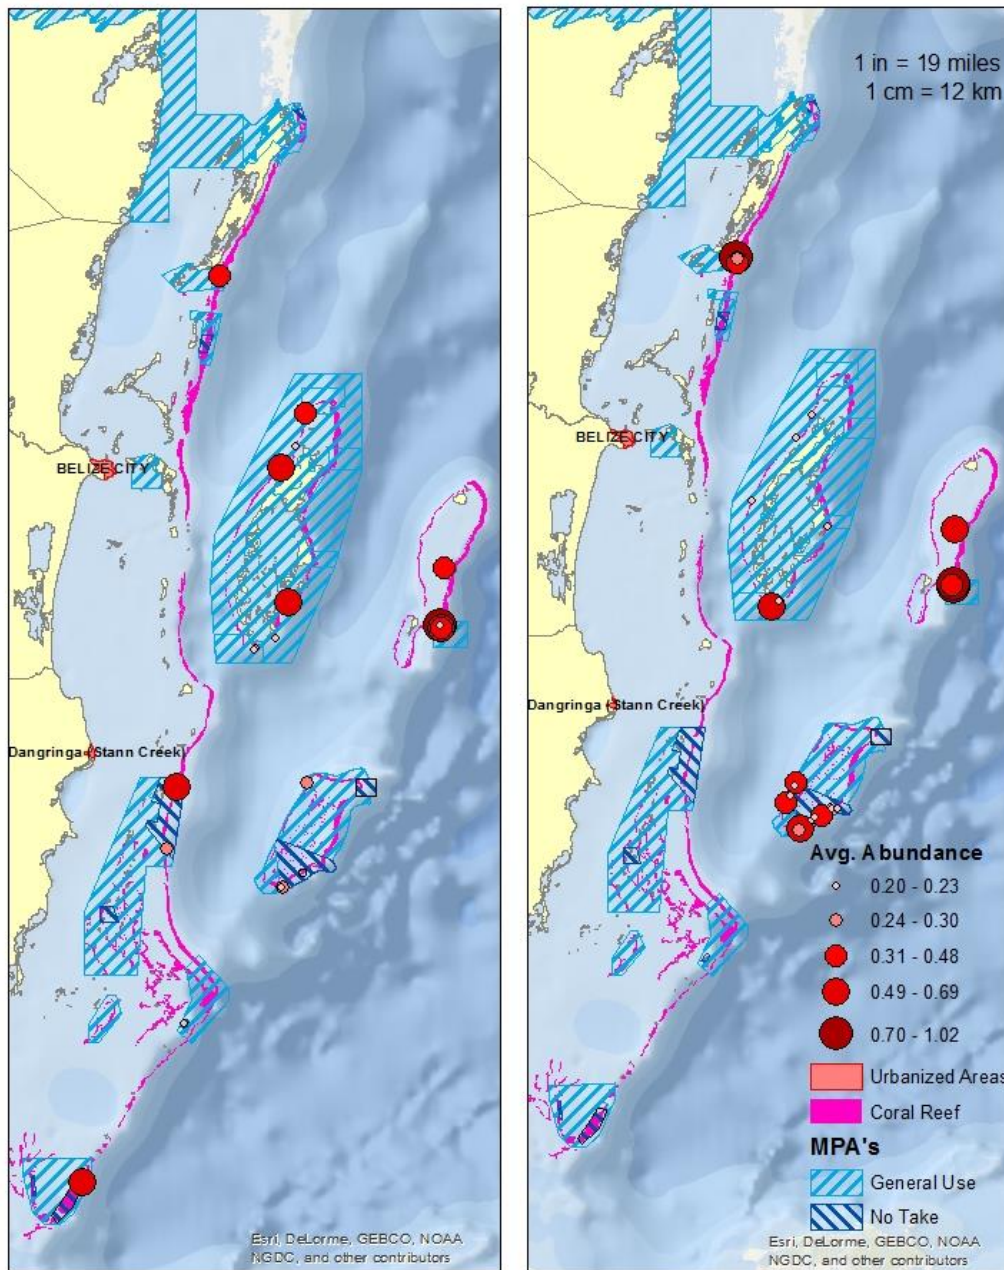 BELIZE CITY
Dangringa (Stann Creek)
Esri, DeLorme, GEBCO, NOAA
NGDC, and other contributors
1 in = 19 miles
1 cm = 12 km
BELIZE CITY
Dangringa (Stann Creek)
Avg. Abundance
0.20 - 0.23
0.24 - 0.30
0.31 - 0.48
0.49 - 0.69
0.70 - 1.02
Urbanized Areas
Coral Reef
MPA's
General Use
No Take
Esri, DeLorme, GEBCO, NOAA
NGDC, and other contributors